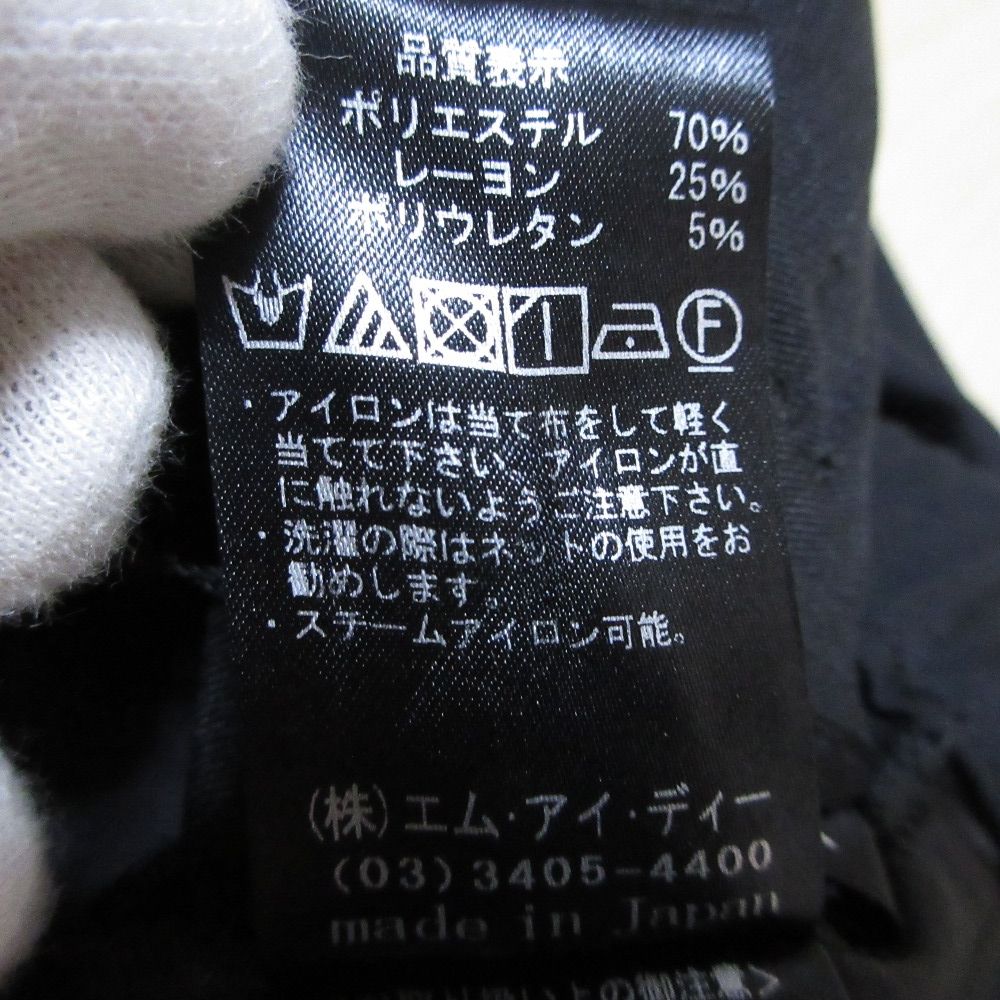 品質表示
ポリエステル 70%
レーヨン 25%
ポリウレタン 5%
F
・アイロンは当て布をして軽く
当てて下さい。アイロンが直
に触れないようご注意下さい。
・洗濯の際はネットの使用をお
勧めします。
・スチームアイロン可能。
(株)エム・アイ・ディー
(03)3405-4400
made in Japan
の御注意>